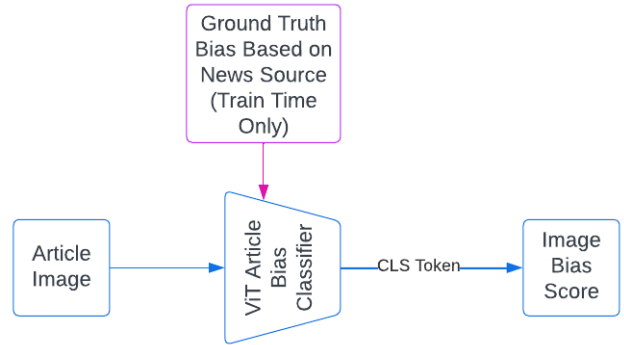 Ground Truth
Bias Based on
News Source
(Train Time
Only)
Article
Image
ViT Article
Bias
Classifier
CLS Token
Image
Bias
Score